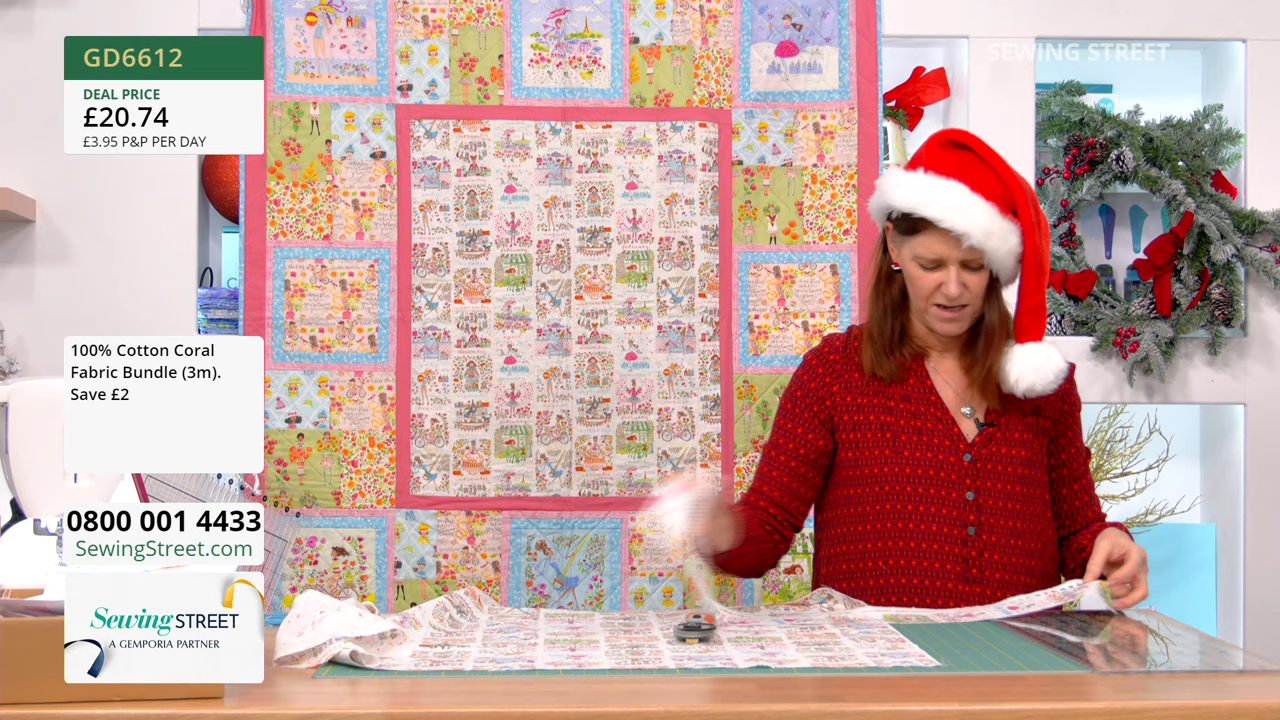 GD6612
DEAL PRICE
£20.74
£3.95 P&P PER DAY
SEWING STREET
100% Cotton Coral
Fabric Bundle (3m).
Save £2
0800 001 4433
SewingStreet.com
Sewing STREET
A GEMPORIA PARTNER